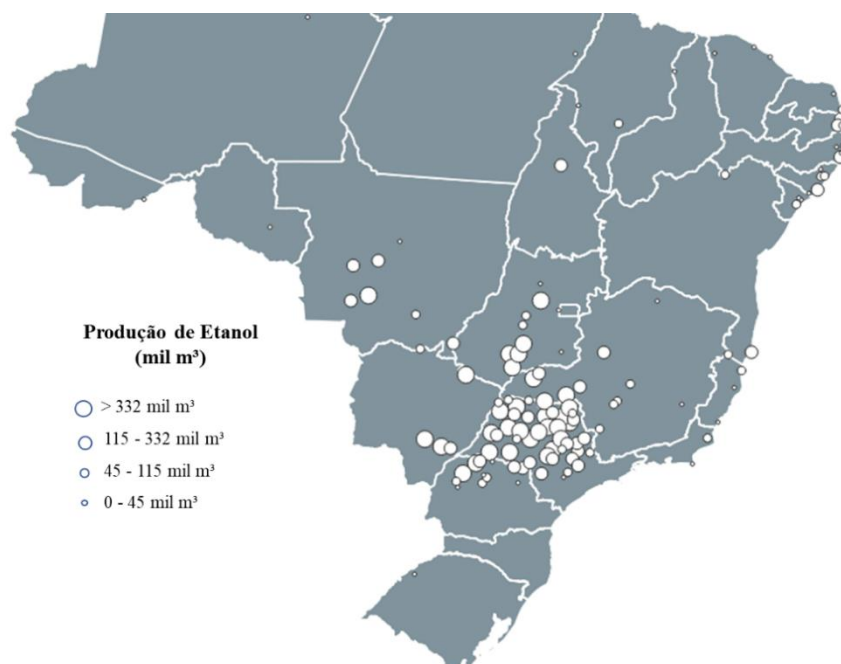 Produção de Etanol
(mil m³)
> 332 mil m³
115 - 332 mil m³
45 - 115 mil m³
0 - 45 mil m³